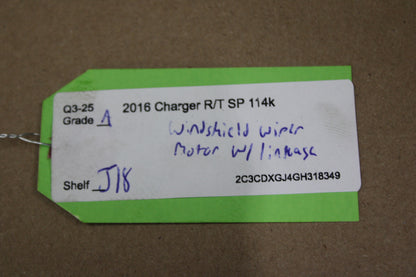 Q3-25 2016 Charger R/T SP 114k
Grade A
Windshield wiper
Motor W/ linkage
Shelf J18
2C3CDXGJ4GH318349